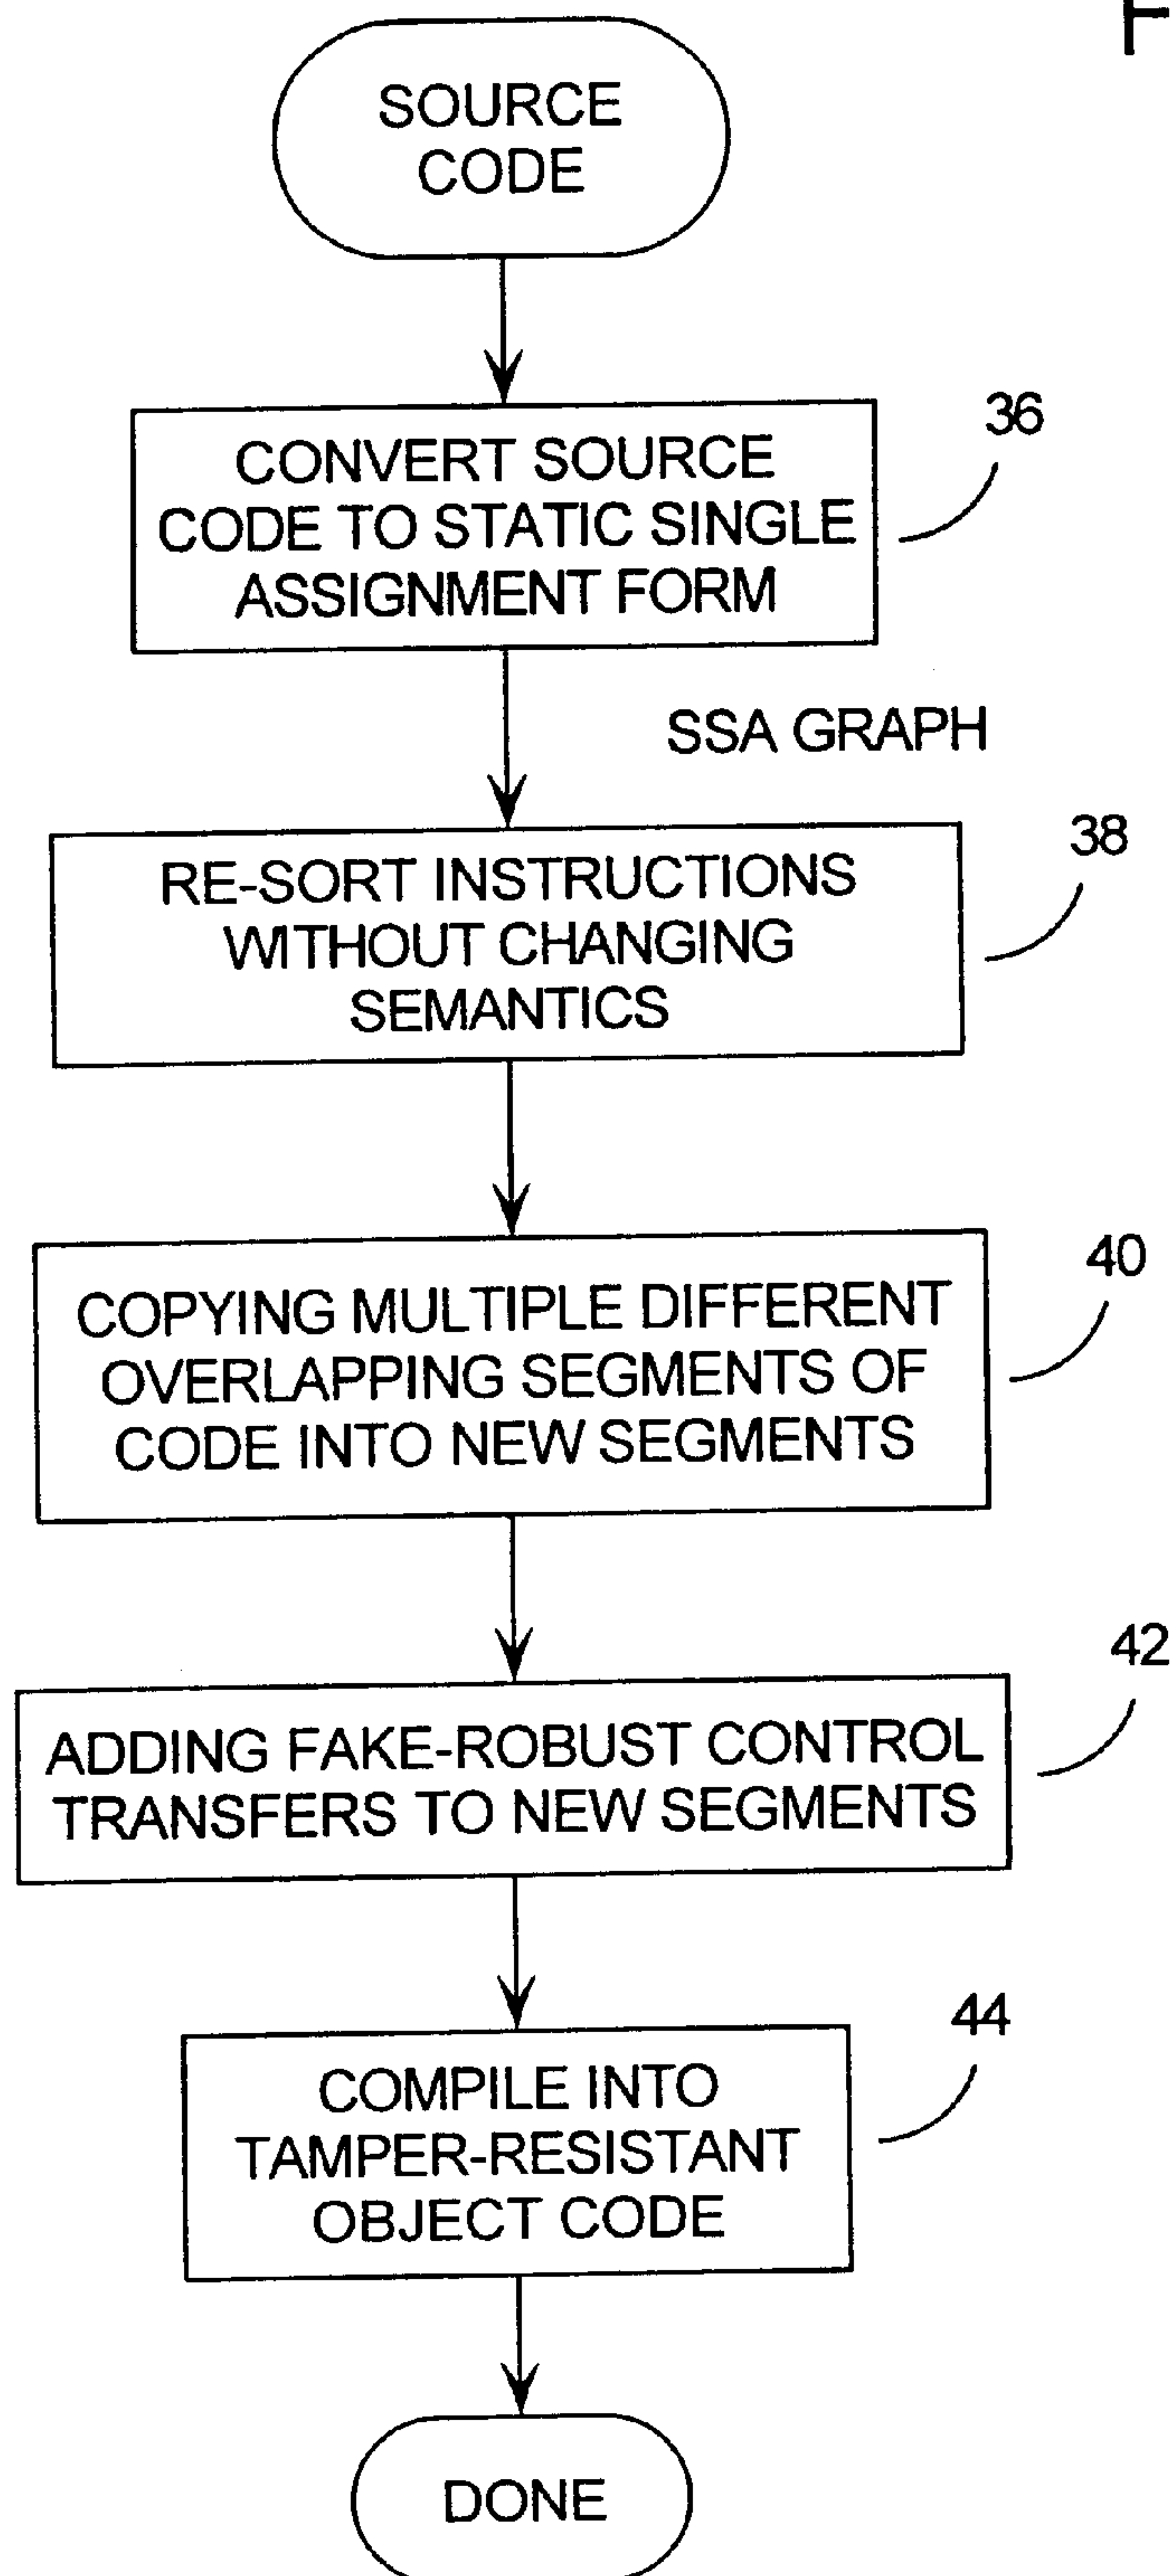 SOURCE
CODE
CONVERT SOURCE
CODE TO STATIC SINGLE
ASSIGNMENT FORM
36
SSA GRAPH
RE-SORT INSTRUCTIONS
WITHOUT CHANGING
SEMANTICS
38
COPYING MULTIPLE DIFFERENT
OVERLAPPING SEGMENTS OF
CODE INTO NEW SEGMENTS
40
ADDING FAKE-ROBUST CONTROL
TRANSFERS TO NEW SEGMENTS
42
COMPILE INTO
TAMPER-RESISTANT
OBJECT CODE
44
DONE